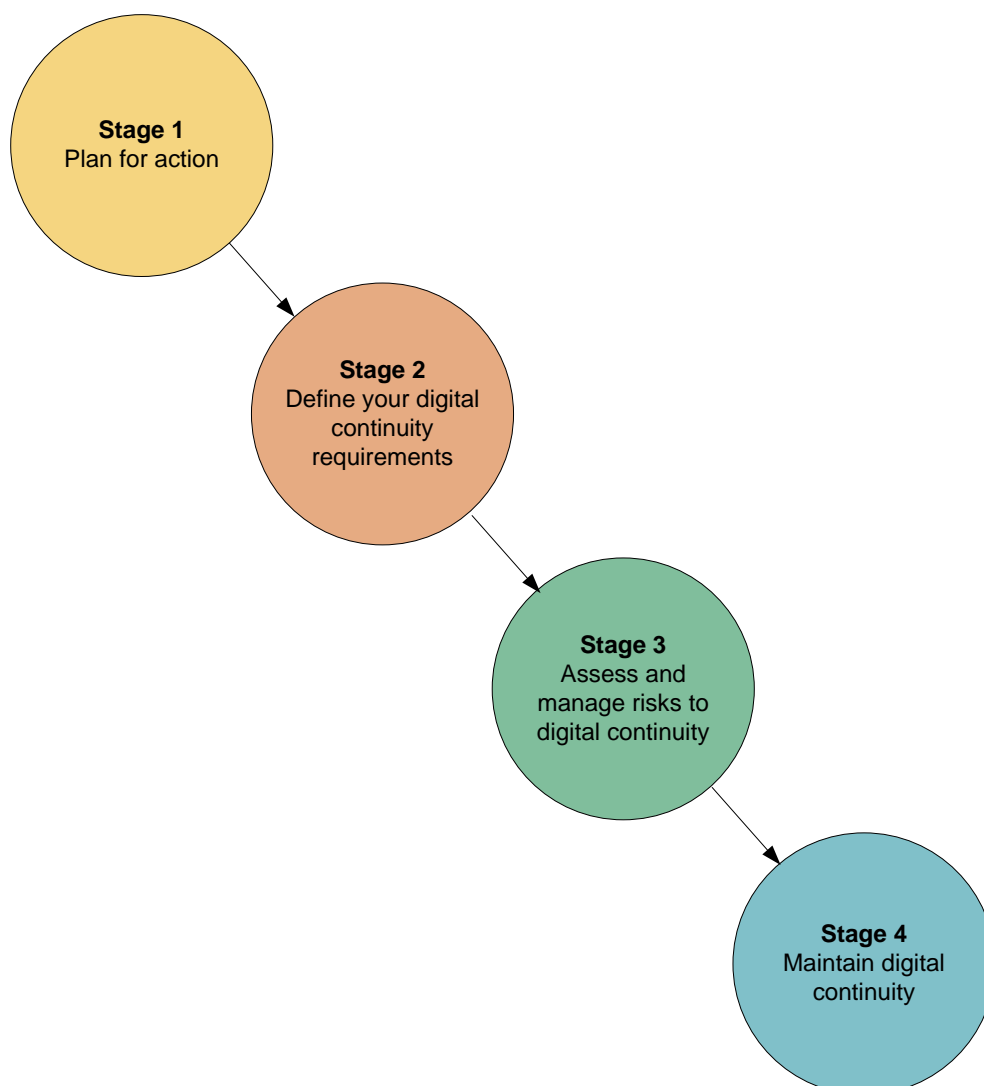 Stage 1
Plan for action
Stage 2
Define your digital
continuity
requirements
Stage 3
Assess and
manage risks to
digital continuity
Stage 4
Maintain digital
continuity